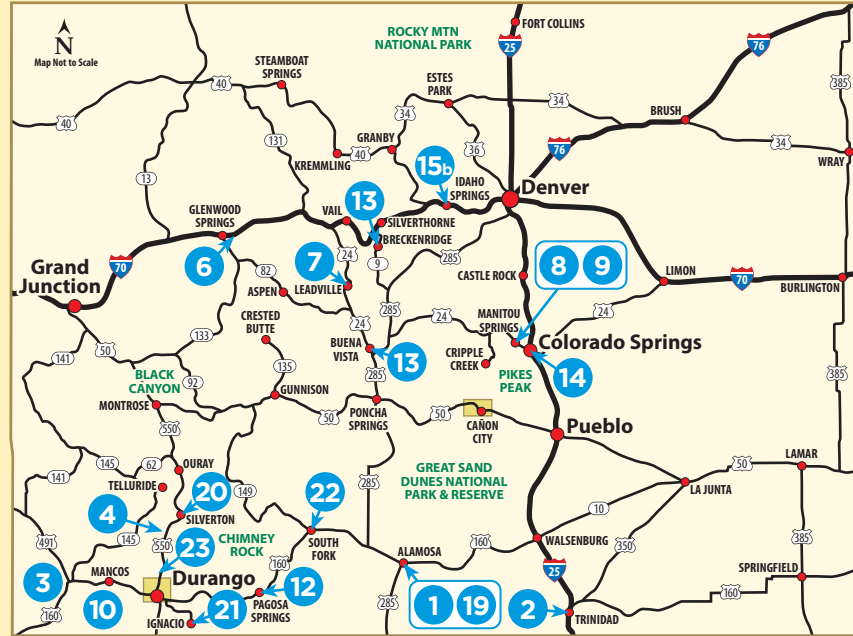 N
Map Not to Scale
ROCKY MTN
NATIONAL PARK
FORT COLLINS
25
76
385
STEAMBOAT
SPRINGS
40
40
ESTES
PARK
34
34
BRUSH
131
GRANBY
36
76
34
WRAY
13
KREMMLING
40
15b
IDAHO
SPRINGS
Denver
GLENWOOD
SPRINGS
VAIL
13
SILVERTHORNE
BRECKENRIDGE
6
7
24
9
285
CASTLE ROCK
8 9
LIMON
70
BURLINGTON
Grand
Junction
70
82
ASPEN
LEADVILLE
285
24
CRESTED
BUTTE
24
24
MANITOU
SPRINGS
Colorado Springs
133
141
50
BUENA
VISTA
13
CRIPPLE
CREEK
14
BLACK
CANYON
92
135
285
PIKES
PEAK
385
MONTROSE
GUNNISON
50
PONCHA
SPRINGS
50
CAÑON
CITY
Pueblo
550
145
62
OURAY
141
TELLURIDE
149
285
GREAT SAND
DUNES NATIONAL
PARK & RESERVE
50
LAMAR
LA JUNTA
10
4
20
SILVERTON
22
CHIMNEY
ROCK
SOUTH
FORK
491
145
550
23
160
ALAMOSA
160
WALSENBURG
350
385
3
MANCOS
Durango
12
PAGOSA
SPRINGS
25
SPRINGFIELD
160
10
IGNACIO
21
285
1 19
2
TRINIDAD
160